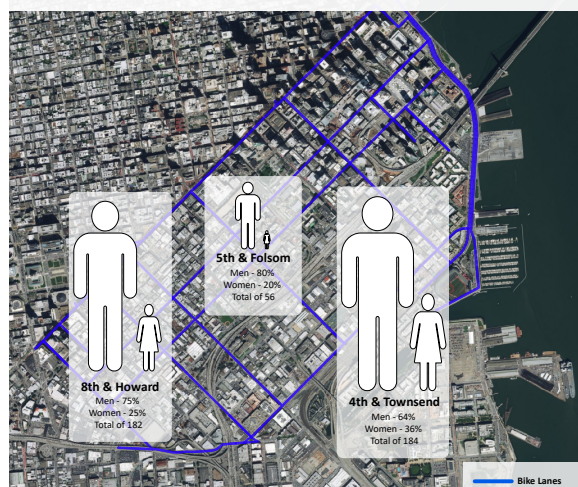 5th & Folsom
Men - 80%
Women - 20%
Total of 56
8th & Howard
Men - 75%
Women - 25%
Total of 182
4th & Townsend
Men - 64%
Women - 36%
Total of 184
Bike Lanes